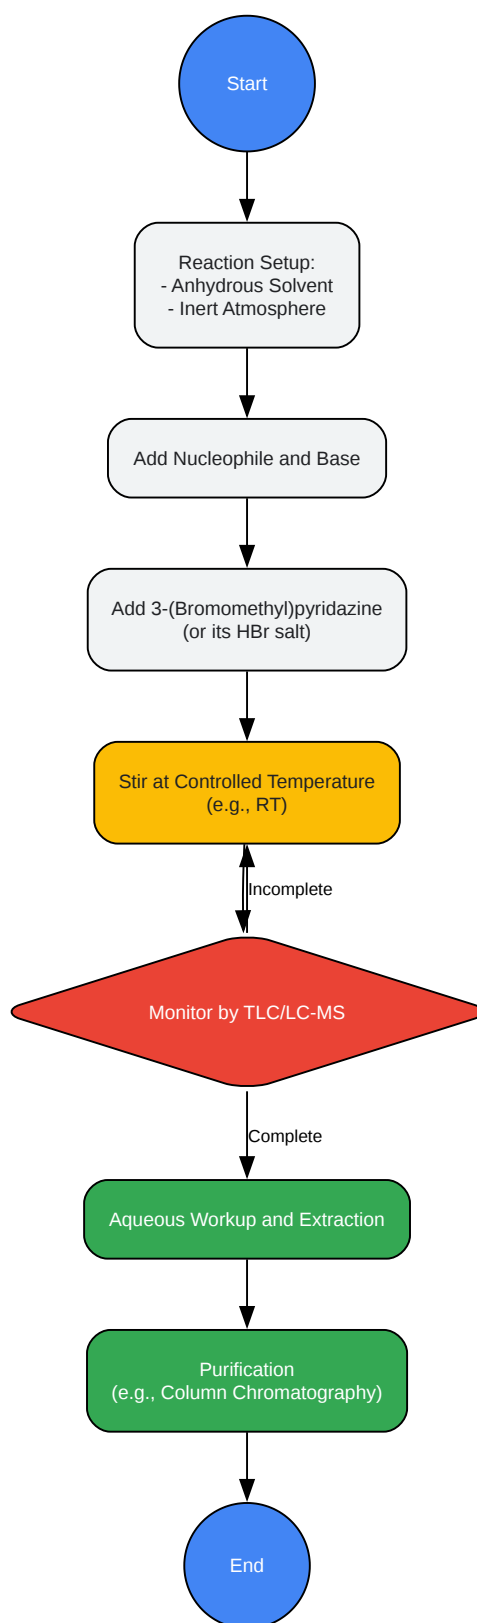 Start
Reaction Setup:
- Anhydrous Solvent
- Inert Atmosphere
Add Nucleophile and Base
Add 3-(Bromomethyl)pyridazine
(or its HBr salt)
Stir at Controlled Temperature
(e.g., RT)
Incomplete
Monitor by TLC/LC-MS
Complete
Aqueous Workup and Extraction
Purification
(e.g., Column Chromatography)
End